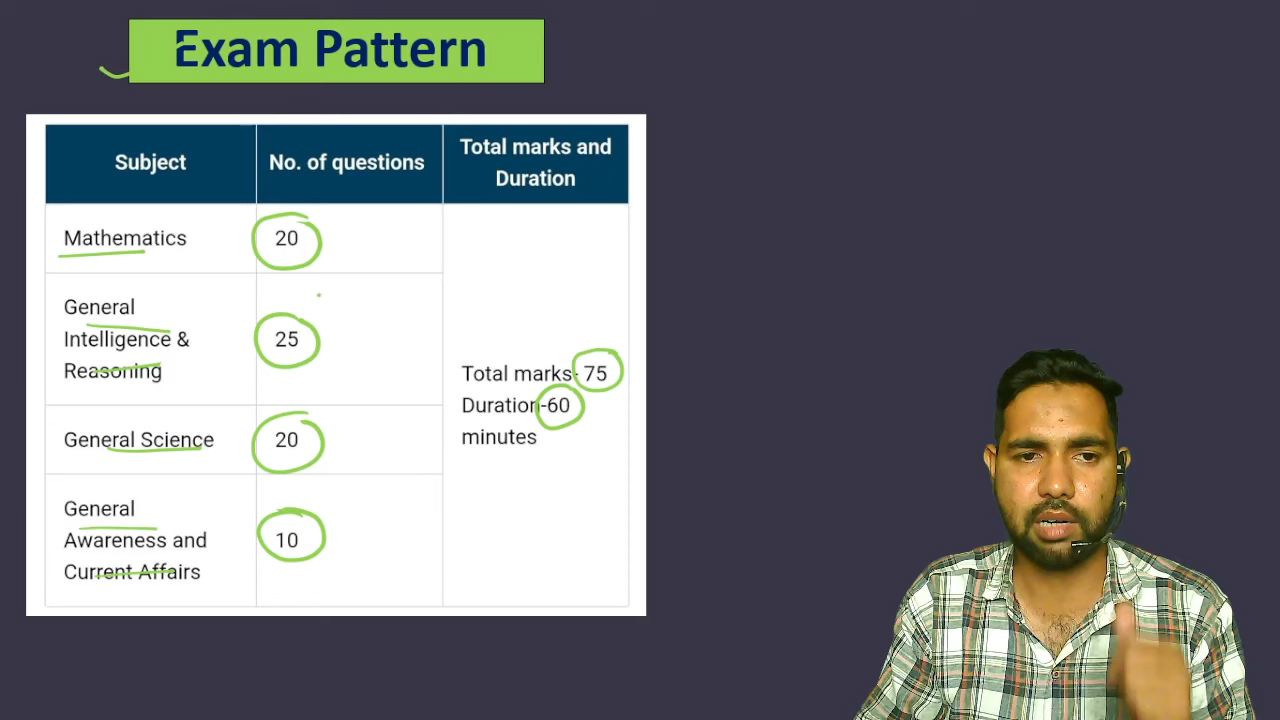 Exam Pattern
Subject
No. of questions
Total marks and
Duration
Mathematics
20
General
Intelligence &
Reasoning
25
General Science
20
General
Awareness and
Current Affairs
10
Total marks- 75
Duration-60
minutes